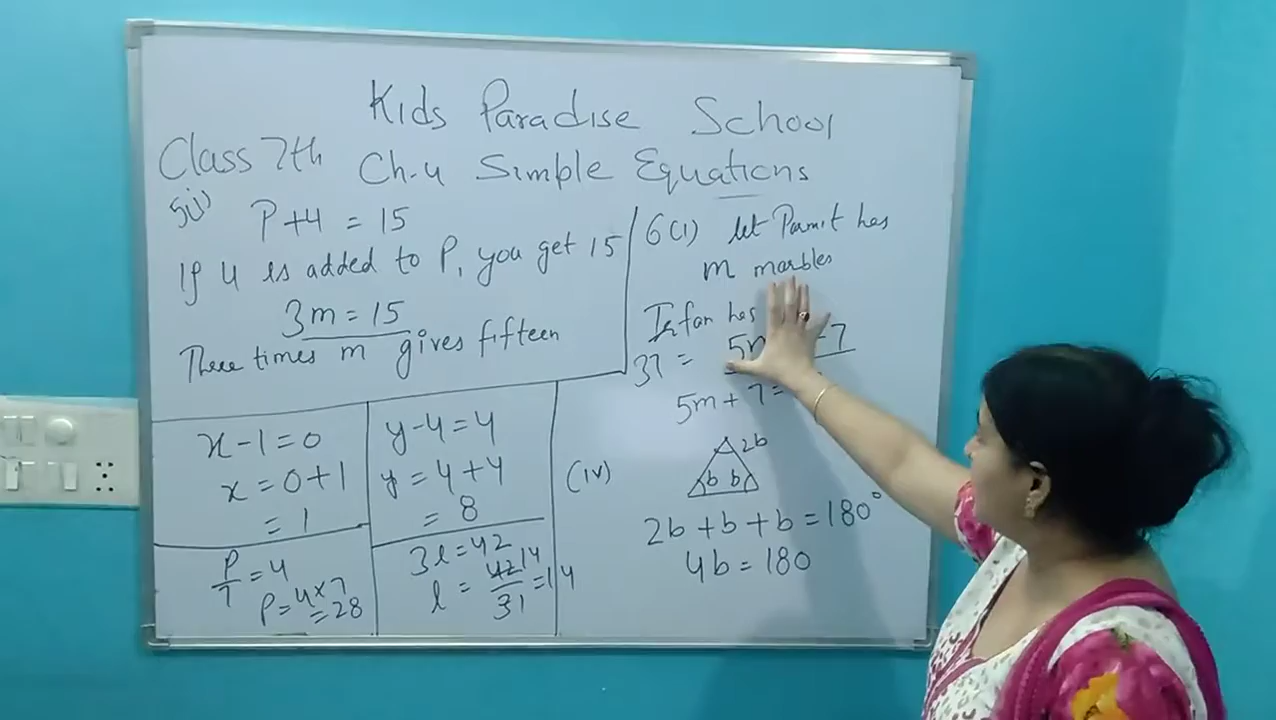 Kids Paradise School
Class 7th Ch.4 Simple Equations
P+4 = 15
If 4 is added to P, you get 15
3m = 15
Three times m gives fifteen
6(1) let Parmit has
m marbles
Irfan has
37 =
5m + 7 =
x-1=0
x = 0+1
= 1
y-4=4
y = 4+4
= 8
P/7 = 4
P = 4×7
= 28
3l = 42
l = 42 14 / 3 1 = 14
(iv)
2b
b b
2b + b + b = 180°
4b = 180